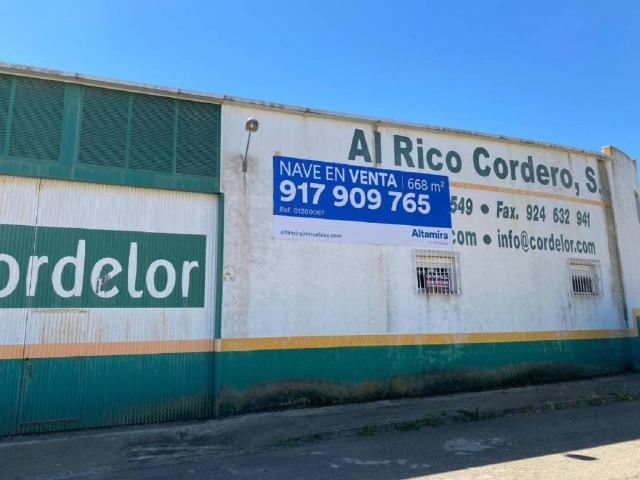 Al Rico Cordero, S.
NAVE EN VENTA | 668 m²
917 909 765
Ref. 01360067
altamirainmuebles.com
Altamira
549 • Fax. 924 632 941
com • info@cordelor.com
ordelor